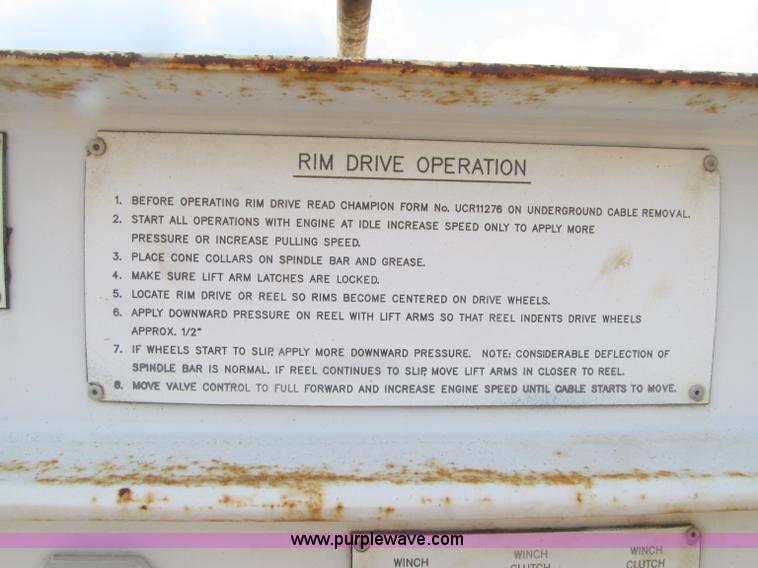 RIM DRIVE OPERATION
1. BEFORE OPERATING RIM DRIVE READ CHAMPION FORM No. UCR11276 ON UNDERGROUND CABLE REMOVAL.
2. START ALL OPERATIONS WITH ENGINE AT IDLE INCREASE SPEED ONLY TO APPLY MORE
PRESSURE OR INCREASE PULLING SPEED.
3. PLACE CONE COLLARS ON SPINDLE BAR AND GREASE.
4. MAKE SURE LIFT ARM LATCHES ARE LOCKED.
5. LOCATE RIM DRIVE OR REEL SO RIMS BECOME CENTERED ON DRIVE WHEELS.
6. APPLY DOWNWARD PRESSURE ON REEL WITH LIFT ARMS SO THAT REEL INDENTS DRIVE WHEELS
APPROX. 1/2"
7. IF WHEELS START TO SLIP, APPLY MORE DOWNWARD PRESSURE. NOTE: CONSIDERABLE DEFLECTION OF
SPINDLE BAR IS NORMAL. IF REEL CONTINUES TO SLIP, MOVE LIFT ARMS IN CLOSER TO REEL.
8. MOVE VALVE CONTROL TO FULL FORWARD AND INCREASE ENGINE SPEED UNTIL CABLE STARTS TO MOVE.
www.purplewave.com
WINCH WINCH WINCH
CLUTCH CLUTCH